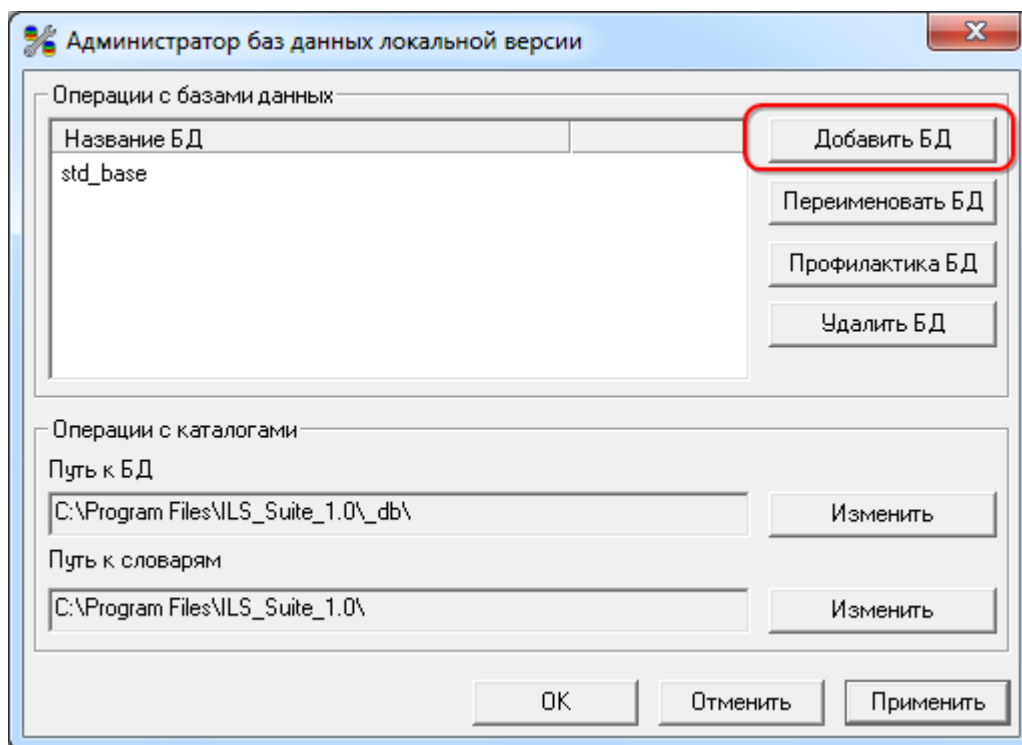 Администратор баз данных локальной версии
Операции с базами данных
Название БД
Добавить БД
std_base
Переименовать БД
Профилактика БД
Удалить БД
Операции с каталогами
Путь к БД
C:\Program Files\ILS_Suite_1.0\_db\
Изменить
Путь к словарям
C:\Program Files\ILS_Suite_1.0\
Изменить
OK
Отменить
Применить